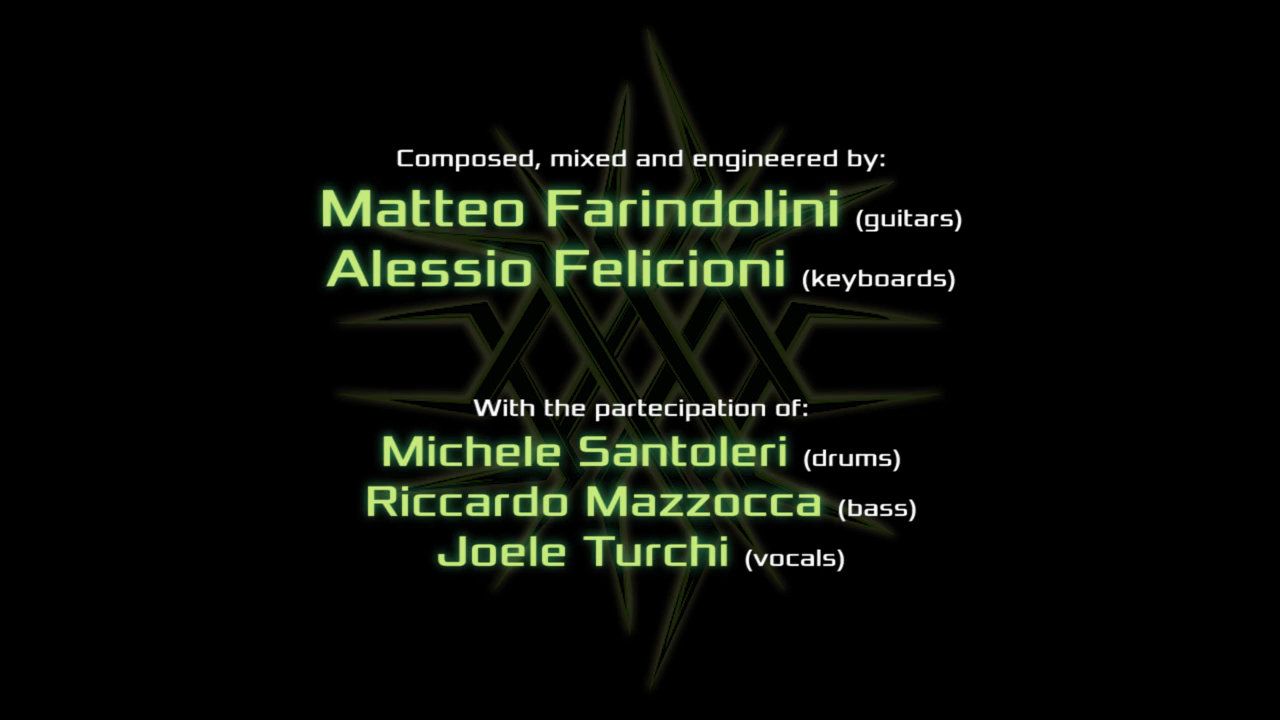 Composed, mixed and engineered by:
Matteo Farindolini (guitars)
Alessio Felicioni (keyboards)
With the partecipation of:
Michele Santoleri (drums)
Riccardo Mazzocca (bass)
Joele Turchi (vocals)